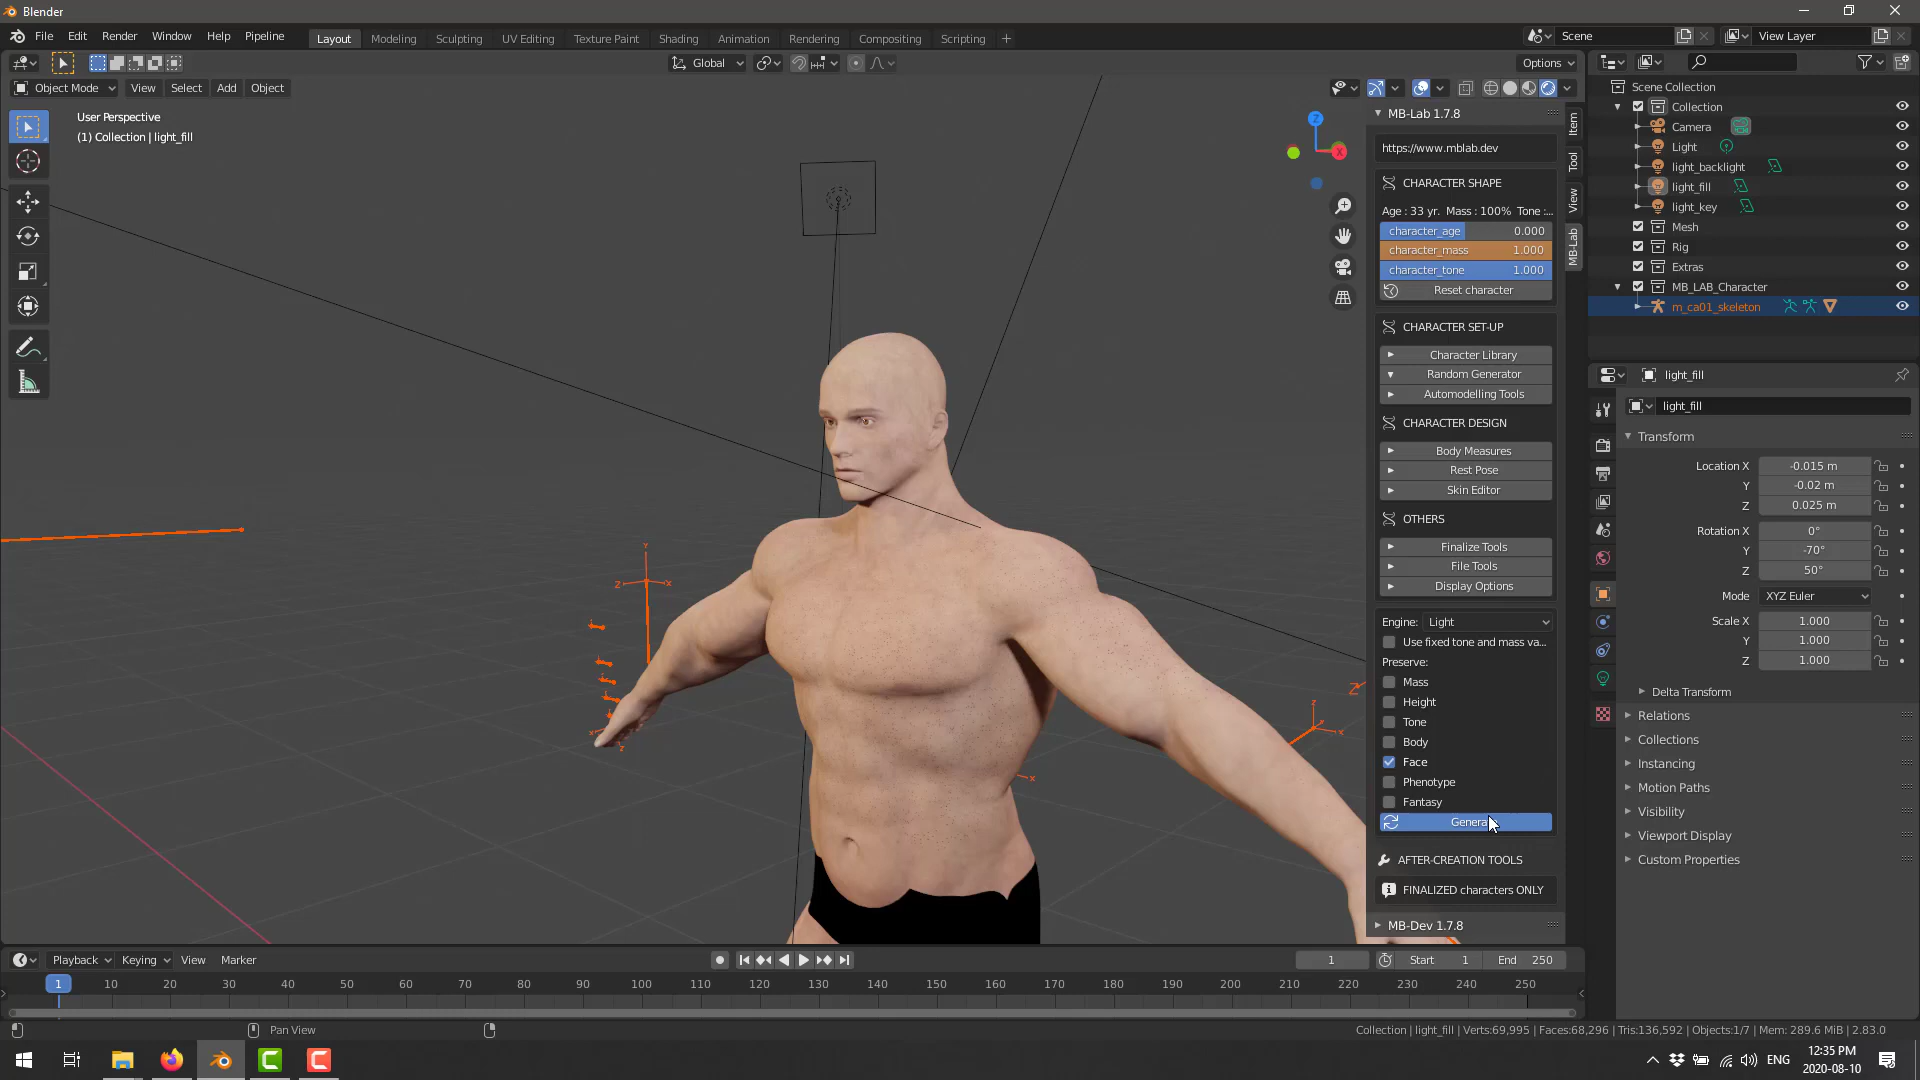 Blender
File Edit Render Window Help Pipeline
Layout Modeling Sculpting UV Editing Texture Paint Shading Animation Rendering Compositing Scripting +
Scene
View Layer
Global
Options
Object Mode View Select Add Object
User Perspective
(1) Collection | light_fill
Z
X
MB-Lab 1.7.8
https://www.mblab.dev
CHARACTER SHAPE
Age : 33 yr. Mass : 100% Tone :...
character_age 0.000
character_mass 1.000
character_tone 1.000
Reset character
CHARACTER SET-UP
Character Library
Random Generator
Automodelling Tools
CHARACTER DESIGN
Body Measures
Rest Pose
Skin Editor
OTHERS
Finalize Tools
File Tools
Display Options
Engine: Light
Use fixed tone and mass va...
Preserve:
Mass
Height
Tone
Body
Face
Phenotype
Fantasy
AFTER-CREATION TOOLS
FINALIZED characters ONLY
MB-Dev 1.7.8
Item
Tool
View
MB-Lab
Scene Collection
Collection
Camera
Light
light_backlight
light_fill
light_key
Mesh
Rig
Extras
MB_LAB_Character
m_ca01_skeleton
light_fill
light_fill
Transform
Location X -0.015 m
Y -0.02 m
Z 0.025 m
Rotation X 0°
Y -70°
Z 50°
Mode XYZ Euler
Scale X 1.000
Y 1.000
Z 1.000
Delta Transform
Relations
Collections
Instancing
Motion Paths
Visibility
Viewport Display
Custom Properties
Playback Keying View Marker
1 Start 1 End 250
1 10 20 30 40 50 60 70 80 90 100 110 120 130 140 150 160 170 180 190 200 210 220 230 240 250
Pan View
Collection | light_fill | Verts:69,995 | Faces:68,296 | Tris:136,592 | Objects:1/7 | Mem: 289.6 MiB | 2.83.0
ENG
12:35 PM
2020-08-10